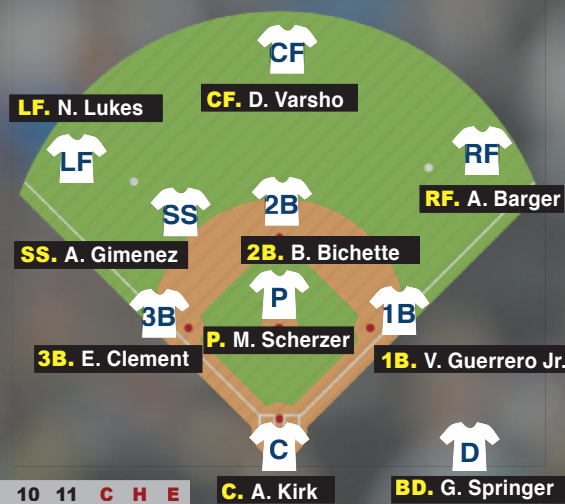 CF
CF. D. Varsho
LF. N. Lukes
LF
RF
RF. A. Barger
SS
2B
SS. A. Gimenez
2B. B. Bichette
P
3B
1B
P. M. Scherzer
3B. E. Clement
1B. V. Guerrero Jr.
C
D
C. A. Kirk
BD. G. Springer
10 11 C H E